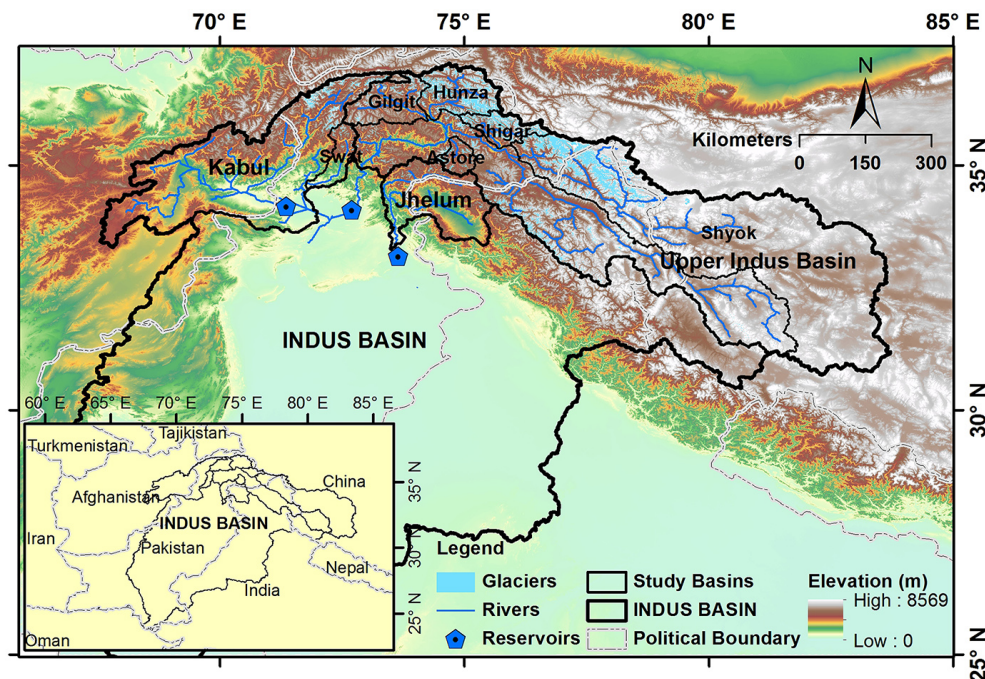 70° E 75° E 80° E 85° E
N
Kilometers
0 150 300
Hunza
Gilgit
Shigar
Swat
Astore
Kabul
Jhelum
Shyok
Upper Indus Basin
INDUS BASIN
35° N
30° N
25° N
60° E 65° E 70° E 75° E 80° E 85° E
Tajikistan
Turkmenistan
China
Afghanistan
INDUS BASIN
Iran
Pakistan
Nepal
India
Oman
35° N
30° N
25° N
Legend
Glaciers
Rivers
Reservoirs
Study Basins
INDUS BASIN
Political Boundary
Elevation (m)
High : 8569
Low : 0